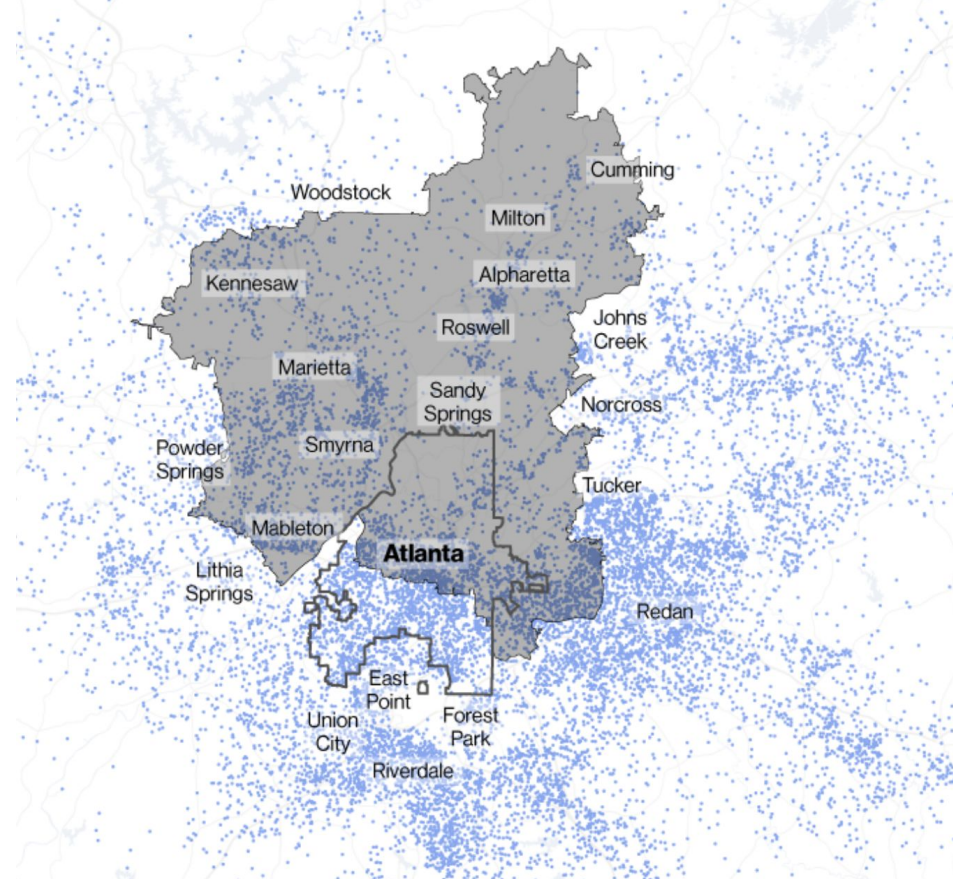 Cumming
Woodstock
Milton
Alpharetta
Kennesaw
Johns
Creek
Roswell
Marietta
Sandy
Springs
Norcross
Smyrna
Powder
Springs
Tucker
Mableton
Atlanta
Lithia
Springs
Redan
East
Point
Union
City
Forest
Park
Riverdale